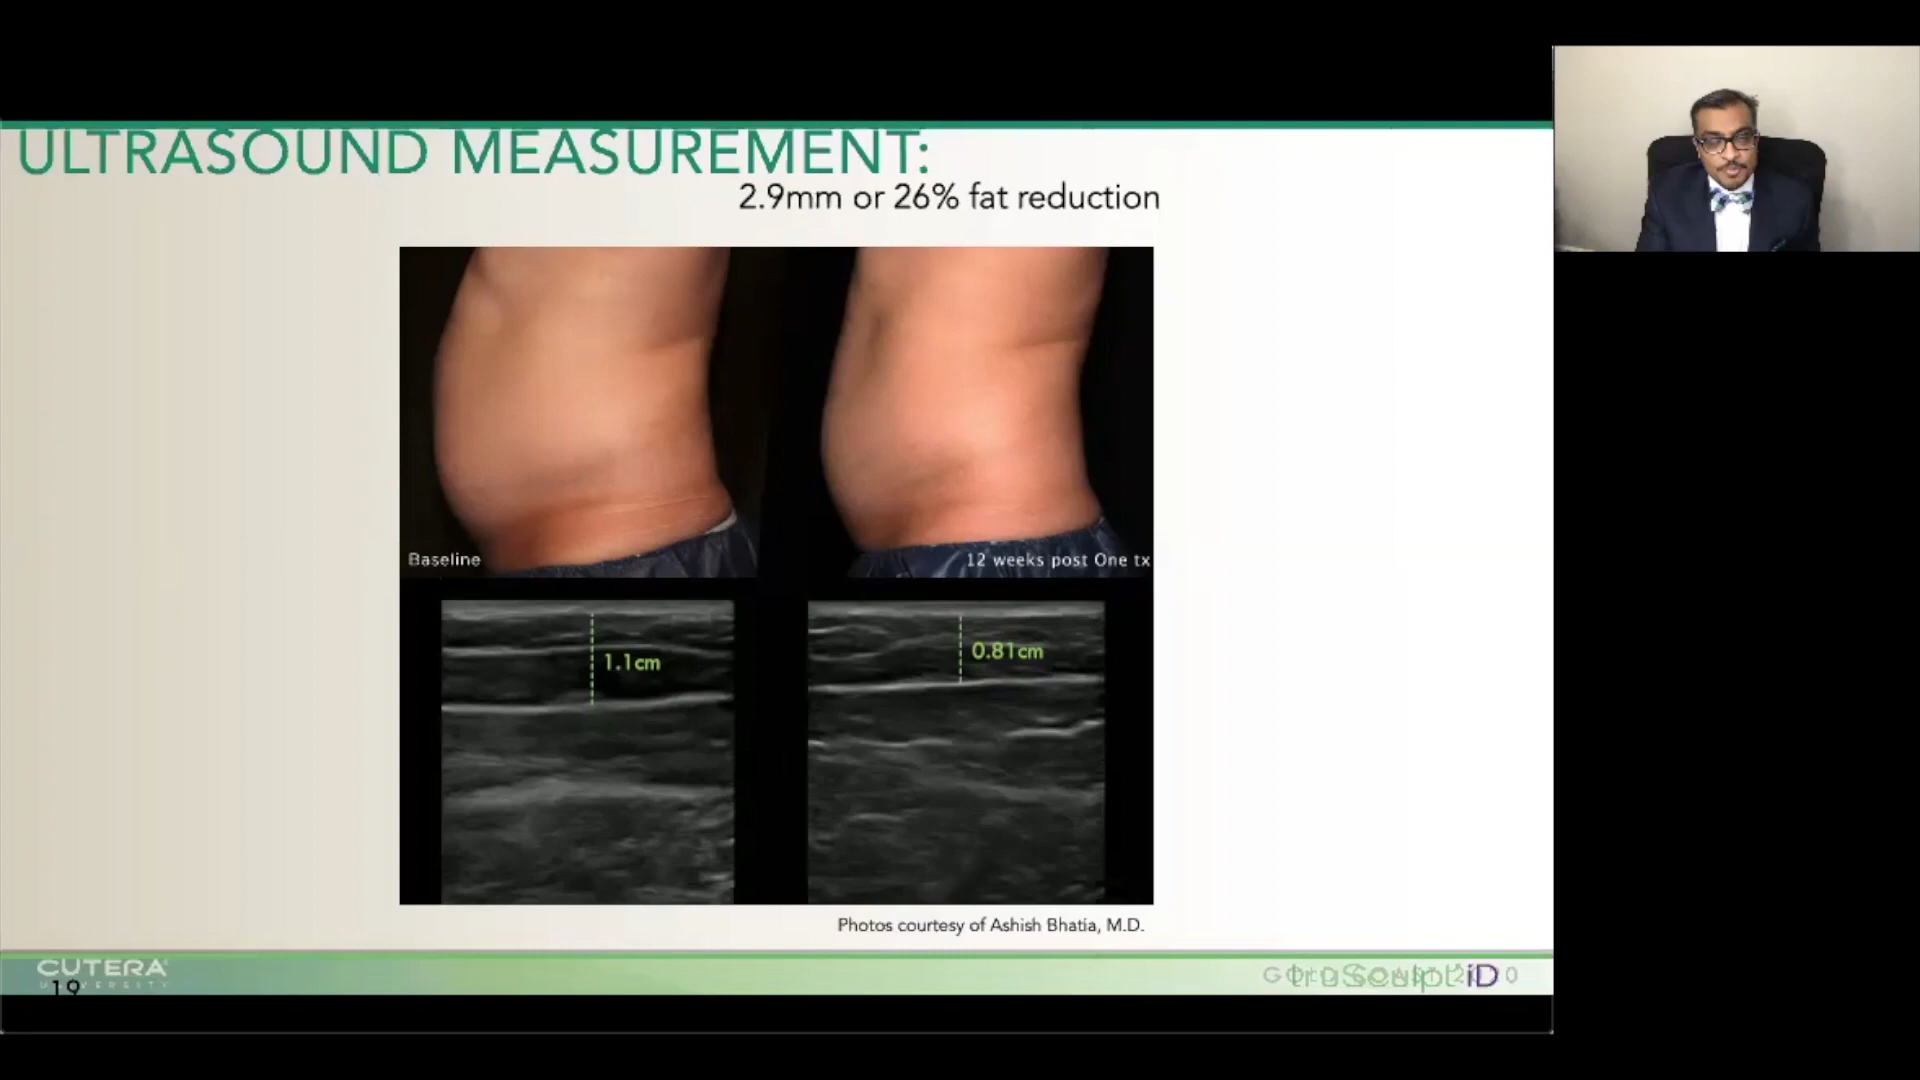 ULTRASOUND MEASUREMENT:
2.9mm or 26% fat reduction
Baseline
12 weeks post One tx
1.1cm
0.81cm
Photos courtesy of Ashish Bhatia, M.D.
CUTERA
UNIVERSITY
19
truSculpt iD